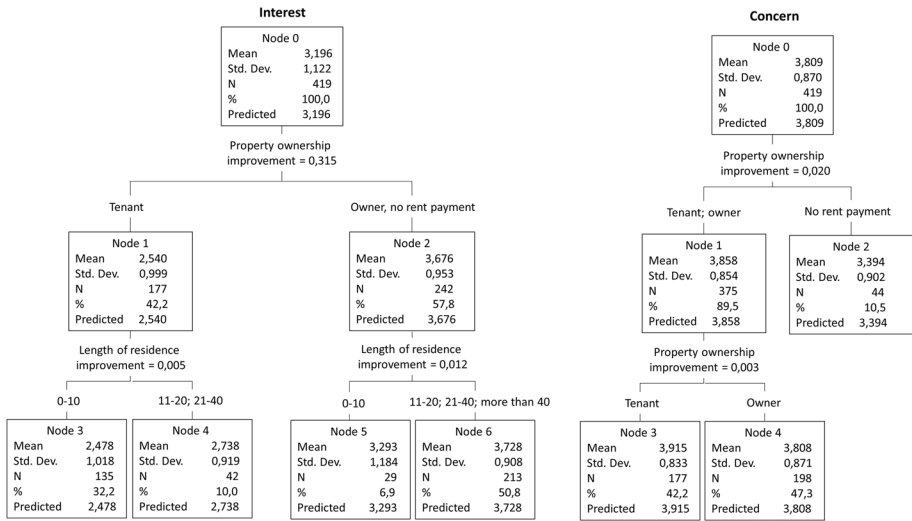 Interest
Node 0
Mean 3,196
Std. Dev. 1,122
N 419
% 100,0
Predicted 3,196
Property ownership
improvement = 0,315
Tenant
Owner, no rent payment
Node 1
Mean 2,540
Std. Dev. 0,999
N 177
% 42,2
Predicted 2,540
Node 2
Mean 3,676
Std. Dev. 0,953
N 242
% 57,8
Predicted 3,676
Length of residence
improvement = 0,005
Length of residence
improvement = 0,012
0-10
11-20; 21-40
0-10
11-20; 21-40; more than 40
Node 3
Mean 2,478
Std. Dev. 1,018
N 135
% 32,2
Predicted 2,478
Node 4
Mean 2,738
Std. Dev. 0,919
N 42
% 10,0
Predicted 2,738
Node 5
Mean 3,293
Std. Dev. 1,184
N 29
% 6,9
Predicted 3,293
Node 6
Mean 3,728
Std. Dev. 0,908
N 213
% 50,8
Predicted 3,728
Concern
Node 0
Mean 3,809
Std. Dev. 0,870
N 419
% 100,0
Predicted 3,809
Property ownership
improvement = 0,020
Tenant; owner
No rent payment
Node 1
Mean 3,858
Std. Dev. 0,854
N 375
% 89,5
Predicted 3,858
Node 2
Mean 3,394
Std. Dev. 0,902
N 44
% 10,5
Predicted 3,394
Property ownership
improvement = 0,003
Tenant
Owner
Node 3
Mean 3,915
Std. Dev. 0,833
N 177
% 42,2
Predicted 3,915
Node 4
Mean 3,808
Std. Dev. 0,871
N 198
% 47,3
Predicted 3,808